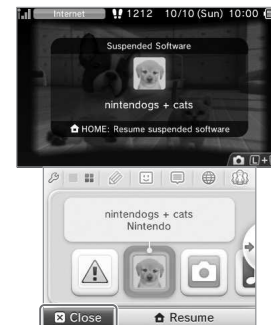 Internet 1212 10/10 (Sun) 10:00
Suspended Software
nintendogs + cats
HOME: Resume suspended software
L+
nintendogs + cats
Nintendo
Close Resume